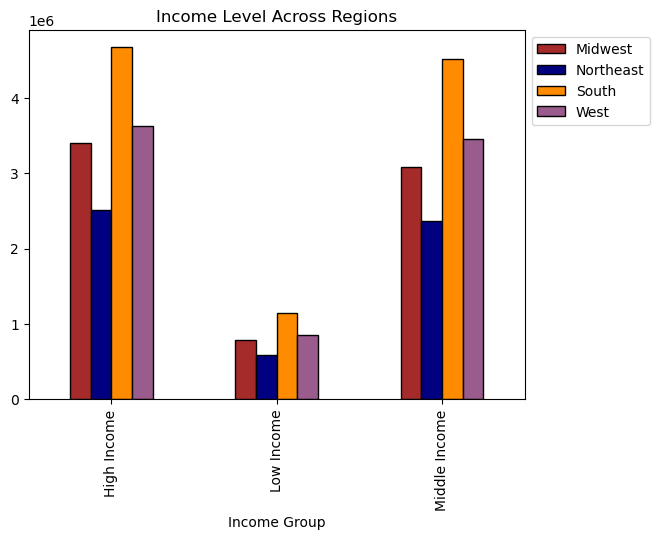 Income Level Across Regions
1e6
4
3
2
1
0
High Income
Low Income
Middle Income
Income Group
Midwest
Northeast
South
West